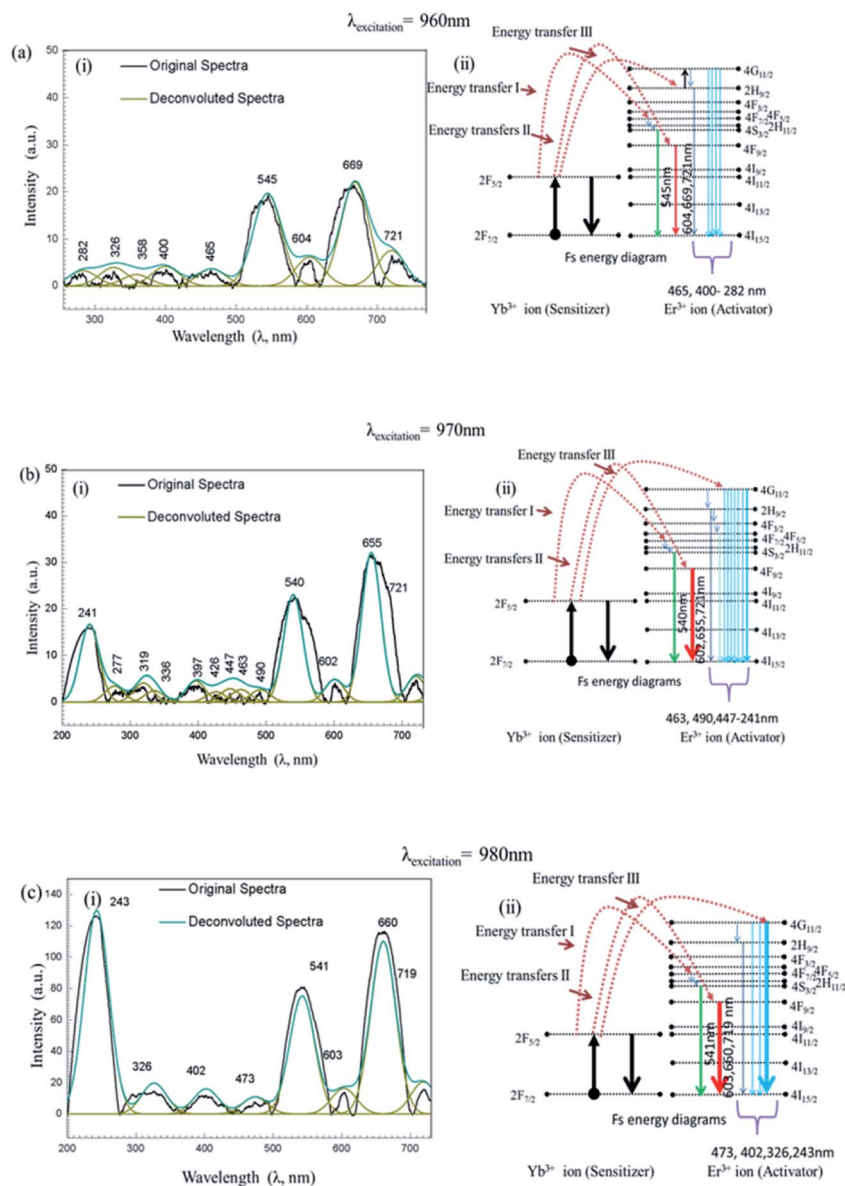 λexcitation= 960nm
(a)
(i)
Original Spectra
Deconvoluted Spectra
Intensity (a.u.)
50
40
30
20
10
0
282
326
358
400
465
545
604
669
721
300 400 500 600 700
Wavelength (λ, nm)
(ii)
Energy transfer III
Energy transfer I
Energy transfers II
2F5/2
2F7/2
4G11/2
2H9/2
4F3/2
4F7/2 4F5/2
4S3/2 2H11/2
4F9/2
4I9/2
4I11/2
4I13/2
4I15/2
545nm
604,669,721nm
Fs energy diagram
465, 400- 282 nm
Yb³⁺ ion (Sensitizer)
Er³⁺ ion (Activator)
λexcitation= 970nm
(b)
(i)
Original Spectra
Deconvoluted Spectra
Intensity (a.u.)
50
40
30
20
10
0
241
277
319
336
397
426
447
463
490
540
602
655
721
200 300 400 500 600 700
Wavelength (λ, nm)
(ii)
Energy transfer III
Energy transfer I
Energy transfers II
2F5/2
2F7/2
4G11/2
2H9/2
4F3/2
4F7/2 4F5/2
4S3/2 2H11/2
4F9/2
4I9/2
4I11/2
4I13/2
4I15/2
540nm
602,655,721nm
Fs energy diagrams
463, 490,447-241nm
Yb³⁺ ion (Sensitizer)
Er³⁺ ion (Activator)
λexcitation= 980nm
(c)
(i)
Original Spectra
Deconvoluted Spectra
Intensity (a.u.)
140
120
100
80
60
40
20
0
243
326
402
473
541
603
660
719
200 300 400 500 600 700
Wavelength (λ, nm)
(ii)
Energy transfer III
Energy transfer I
Energy transfers II
2F5/2
2F7/2
4G11/2
2H9/2
4F3/2
4F7/2 4F5/2
4S3/2 2H11/2
4F9/2
4I9/2
4I11/2
4I13/2
4I15/2
541nm
603,660,719 nm
Fs energy diagrams
473, 402,326,243nm
Yb³⁺ ion (Sensitizer)
Er³⁺ ion (Activator)